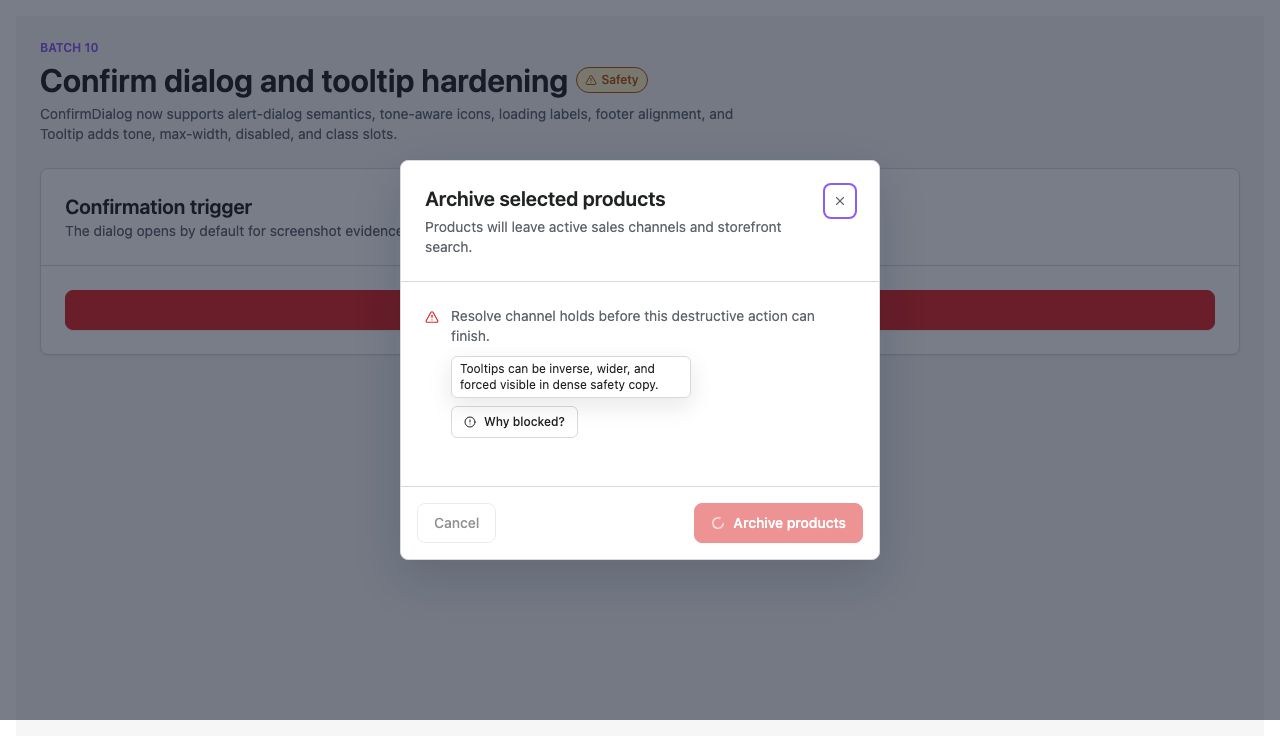 BATCH 10
Confirm dialog and tooltip hardening
Safety
ConfirmDialog now supports alert-dialog semantics, tone-aware icons, loading labels, footer alignment, and
Tooltip adds tone, max-width, disabled, and class slots.
Confirmation trigger
The dialog opens by default for screenshot evidence
Archive selected products
Products will leave active sales channels and storefront
search.
Resolve channel holds before this destructive action can
finish.
Tooltips can be inverse, wider, and
forced visible in dense safety copy.
Why blocked?
Cancel
Archive products